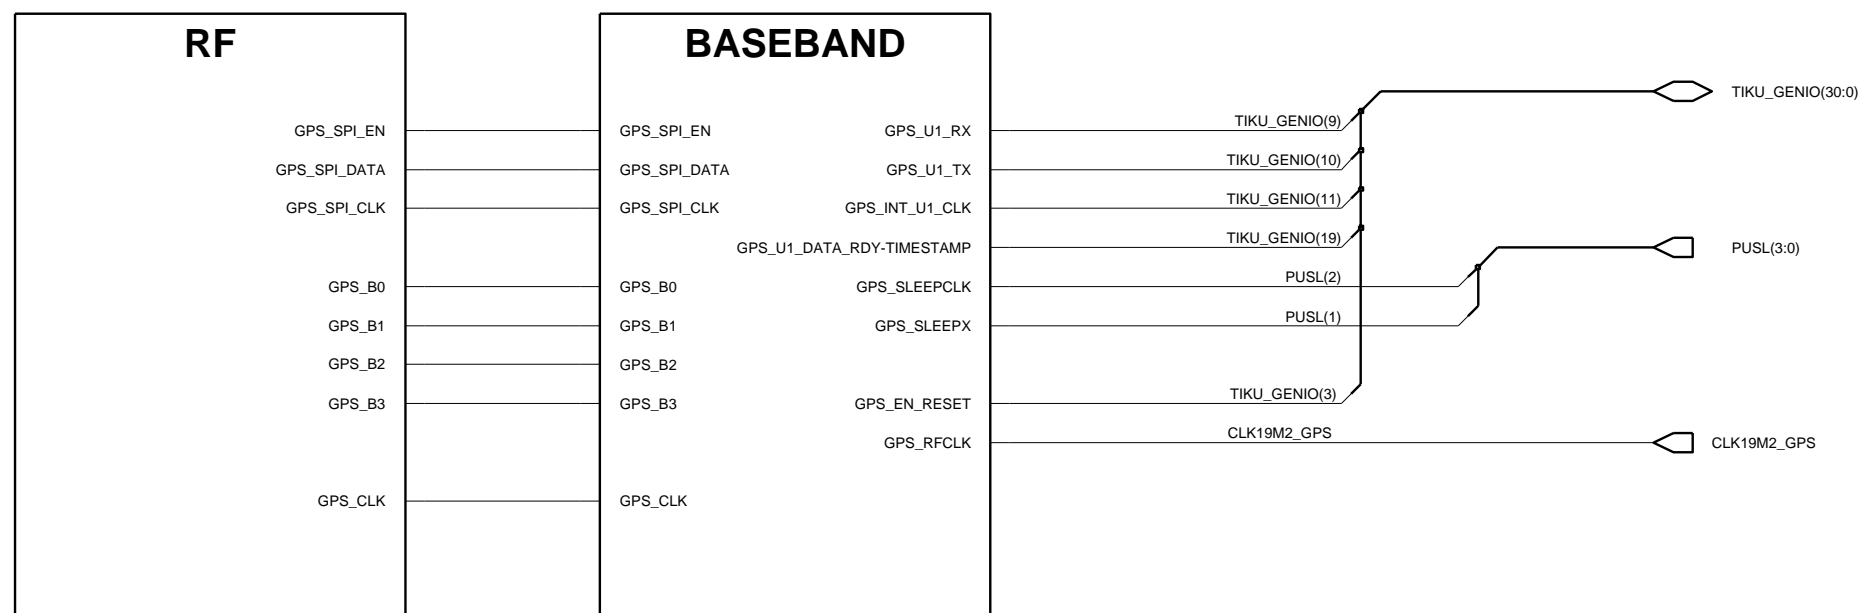 RF
BASEBAND
TIKU_GENIO(30:0)
GPS_SPI_EN GPS_SPI_EN GPS_U1_RX TIKU_GENIO(9)
GPS_SPI_DATA GPS_SPI_DATA GPS_U1_TX TIKU_GENIO(10)
GPS_SPI_CLK GPS_SPI_CLK GPS_INT_U1_CLK TIKU_GENIO(11)
GPS_U1_DATA_RDY-TIMESTAMP TIKU_GENIO(19) PUSL(3:0)
GPS_B0 GPS_B0 GPS_SLEEPCLK PUSL(2)
GPS_B1 GPS_B1 GPS_SLEEPX PUSL(1)
GPS_B2 GPS_B2
GPS_B3 GPS_B3 GPS_EN_RESET TIKU_GENIO(3)
GPS_RFCLK CLK19M2_GPS CLK19M2_GPS
GPS_CLK GPS_CLK